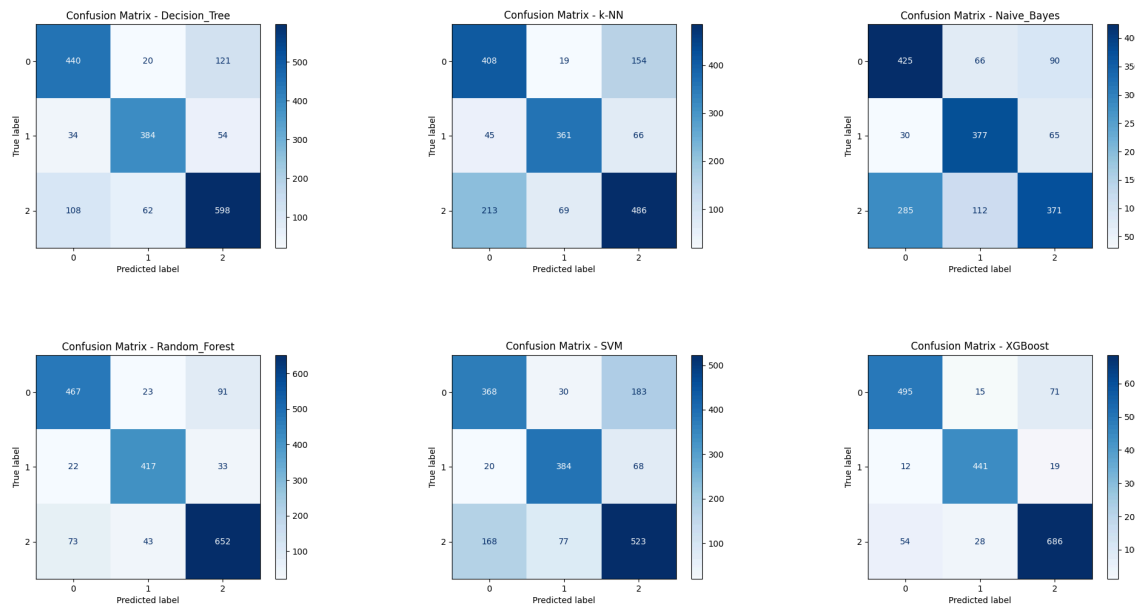 Confusion Matrix - Decision_Tree
0 440 20 121
1 34 384 54
2 108 62 598
0 1 2
True label
Predicted label
500
400
300
200
100
Confusion Matrix - k-NN
0 408 19 154
1 45 361 66
2 213 69 486
0 1 2
True label
Predicted label
400
300
200
100
Confusion Matrix - Naive_Bayes
0 425 66 90
1 30 377 65
2 285 112 371
0 1 2
True label
Predicted label
400
350
300
250
20
15
10
50
Confusion Matrix - Random_Forest
0 467 23 91
1 22 417 33
2 73 43 652
0 1 2
True label
Predicted label
600
500
400
300
200
100
Confusion Matrix - SVM
0 368 30 183
1 20 384 68
2 168 77 523
0 1 2
True label
Predicted label
500
400
300
200
100
Confusion Matrix - XGBoost
0 495 15 71
1 12 441 19
2 54 28 686
0 1 2
True label
Predicted label